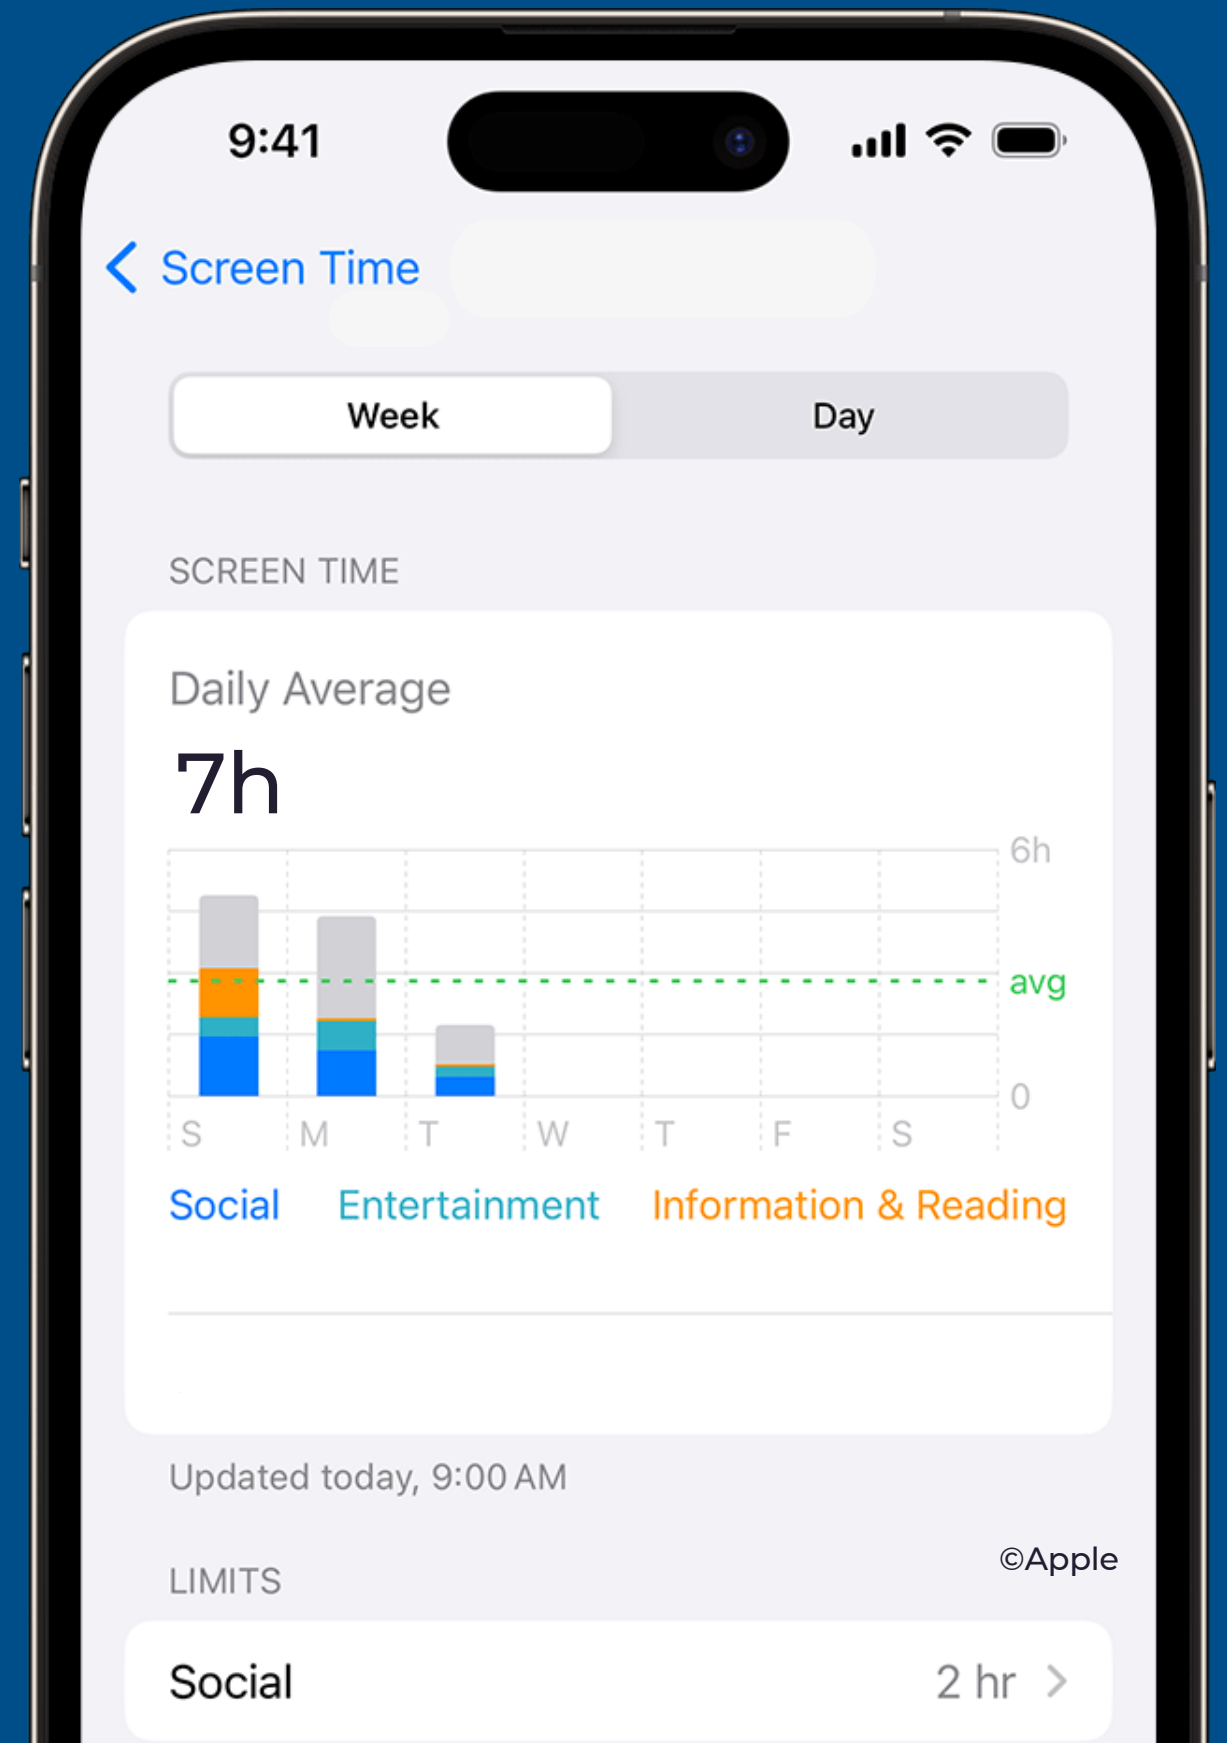 9:41
Screen Time
Week Day
SCREEN TIME
Daily Average
7h
6h
avg
0
S M T W T F S
Social Entertainment Information & Reading
Updated today, 9:00 AM
©Apple
LIMITS
Social 2 hr